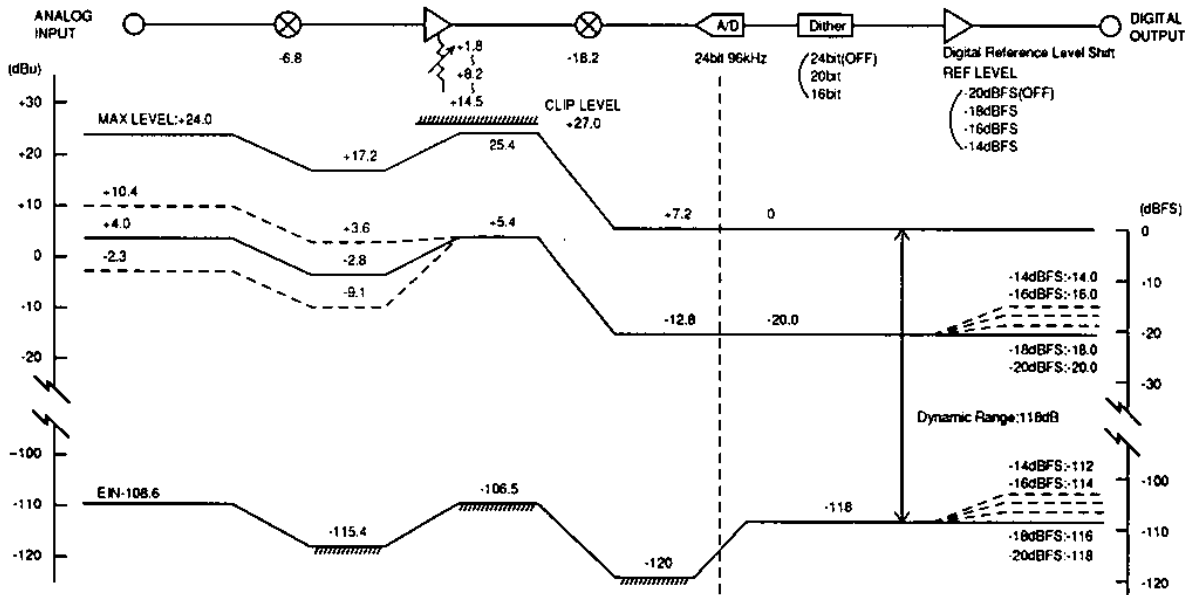 ANALOG
INPUT
A/D
Dither
DIGITAL
OUTPUT
-6.8
+1.8
+8.2
+14.5
-18.2
24bit 96kHz
24bit(OFF)
20bit
16bit
Digital Reference Level Shift
REF LEVEL
-20dBFS(OFF)
-18dBFS
-16dBFS
-14dBFS
(dBu)
+30
+20
+10
0
-10
-20
-100
-110
-120
CLIP LEVEL
+27.0
MAX LEVEL:+24.0
+17.2
25.4
+7.2
0
+10.4
+3.6
+4.0
-2.8
+5.4
-2.3
-9.1
-12.8
-20.0
-14dBFS:-14.0
-16dBFS:-16.0
-18dBFS:-18.0
-20dBFS:-20.0
Dynamic Range:118dB
EIN-108.6
-115.4
-106.5
-120
-118
-14dBFS:-112
-16dBFS:-114
-18dBFS:-116
-20dBFS:-118
(dBFS)
0
-10
-20
-30
-100
-110
-120